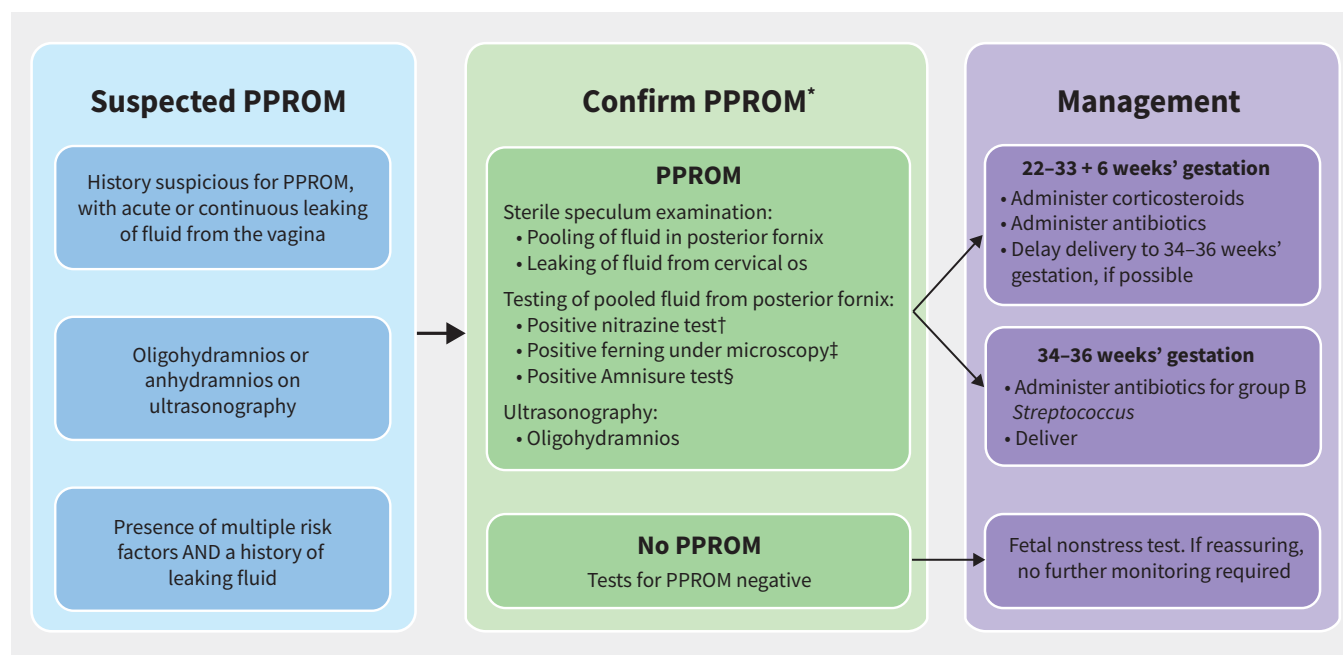 Suspected PPROM
History suspicious for PPROM,
with acute or continuous leaking
of fluid from the vagina
Oligohydramnios or
anhydramnios on
ultrasonography
Presence of multiple risk
factors AND a history of
leaking fluid
Confirm PPROM*
PPROM
Sterile speculum examination:
• Pooling of fluid in posterior fornix
• Leaking of fluid from cervical os
Testing of pooled fluid from posterior fornix:
• Positive nitrazine test†
• Positive ferning under microscopy‡
• Positive Amnisure test§
Ultrasonography:
• Oligohydramnios
No PPROM
Tests for PPROM negative
Management
22–33 + 6 weeks’ gestation
• Administer corticosteroids
• Administer antibiotics
• Delay delivery to 34–36 weeks’
gestation, if possible
34–36 weeks’ gestation
• Administer antibiotics for group B
Streptococcus
• Deliver
Fetal nonstress test. If reassuring,
no further monitoring required